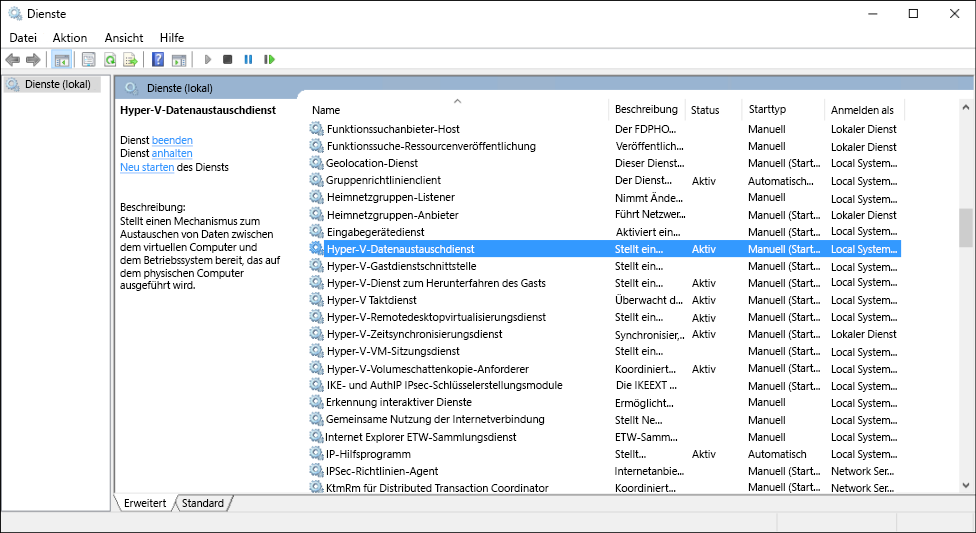 Dienste
Datei Aktion Ansicht Hilfe
Dienste (lokal)
Dienste (lokal)
Hyper-V-Datenaustauschdienst
Dienst beenden
Dienst anhalten
Neu starten des Diensts
Beschreibung:
Stellt einen Mechanismus zum
Austauschen von Daten zwischen
dem virtuellen Computer und
dem Betriebssystem bereit, das auf
dem physischen Computer
ausgeführt wird.
Name Beschreibung Status Starttyp Anmelden als
Funktionssuchanbieter-Host Der FDPHO... Manuell Lokaler Dienst
Funktionssuche-Ressourcenveröffentlichung Veröffentlich... Manuell Lokaler Dienst
Geolocation-Dienst Dieser Dienst... Manuell (Start... Local System...
Gruppenrichtlinienclient Der Dienst... Aktiv Automatisch... Local System...
Heimnetzgruppen-Listener Nimmt Ände... Manuell Local System...
Heimnetzgruppen-Anbieter Führt Netzwer... Manuell (Start... Lokaler Dienst
Eingabegerätedienst Aktiviert ein... Manuell (Start... Local System...
Hyper-V-Datenaustauschdienst Stellt ein... Aktiv Manuell (Start... Local System...
Hyper-V-Gastdienstschnittstelle Stellt ein... Manuell (Start... Local System...
Hyper-V-Dienst zum Herunterfahren des Gasts Stellt ein... Aktiv Manuell (Start... Local System...
Hyper-V Taktdienst Überwacht d... Aktiv Manuell (Start... Local System...
Hyper-V-Remotedesktopvirtualisierungsdienst Stellt ein... Aktiv Manuell (Start... Local System...
Hyper-V-Zeitsynchronisierungsdienst Synchronisier,.. Aktiv Manuell (Start... Lokaler Dienst
Hyper-V-VM-Sitzungsdienst Stellt ein... Manuell (Start... Local System...
Hyper-V-Volumeschattenkopie-Anforderer Koordiniert... Aktiv Manuell (Start... Local System...
IKE- und AuthIP IPsec-Schlüsselerstellungsmodule Die IKEEXT ... Manuell (Start... Local System...
Erkennung interaktiver Dienste Ermöglicht... Manuell Local System...
Gemeinsame Nutzung der Internetverbindung Stellt Ne... Manuell (Start... Local System...
Internet Explorer ETW-Sammlungsdienst ETW-Samm... Manuell Local System...
IP-Hilfsprogramm Stellt... Aktiv Automatisch Local System...
IPSec-Richtlinien-Agent Internetanbie... Manuell (Start... Network Ser...
KtmRm für Distributed Transaction Coordinator Koordiniert... Manuell (Start... Network Ser...
Erweitert Standard